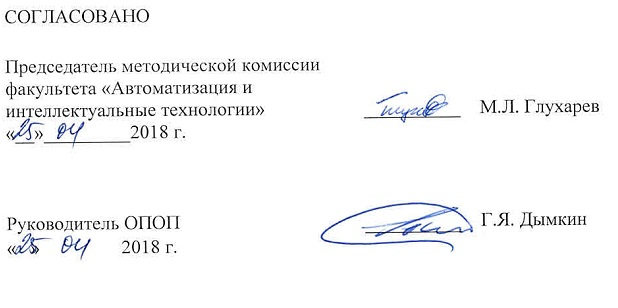 СОГЛАСОВАНО
Председатель методической комиссии
факультета «Автоматизация и
интеллектуальные технологии» М.Л. Глухарев
«25» 04 2018 г.
Руководитель ОПОП Г.Я. Дымкин
«25» 04 2018 г.